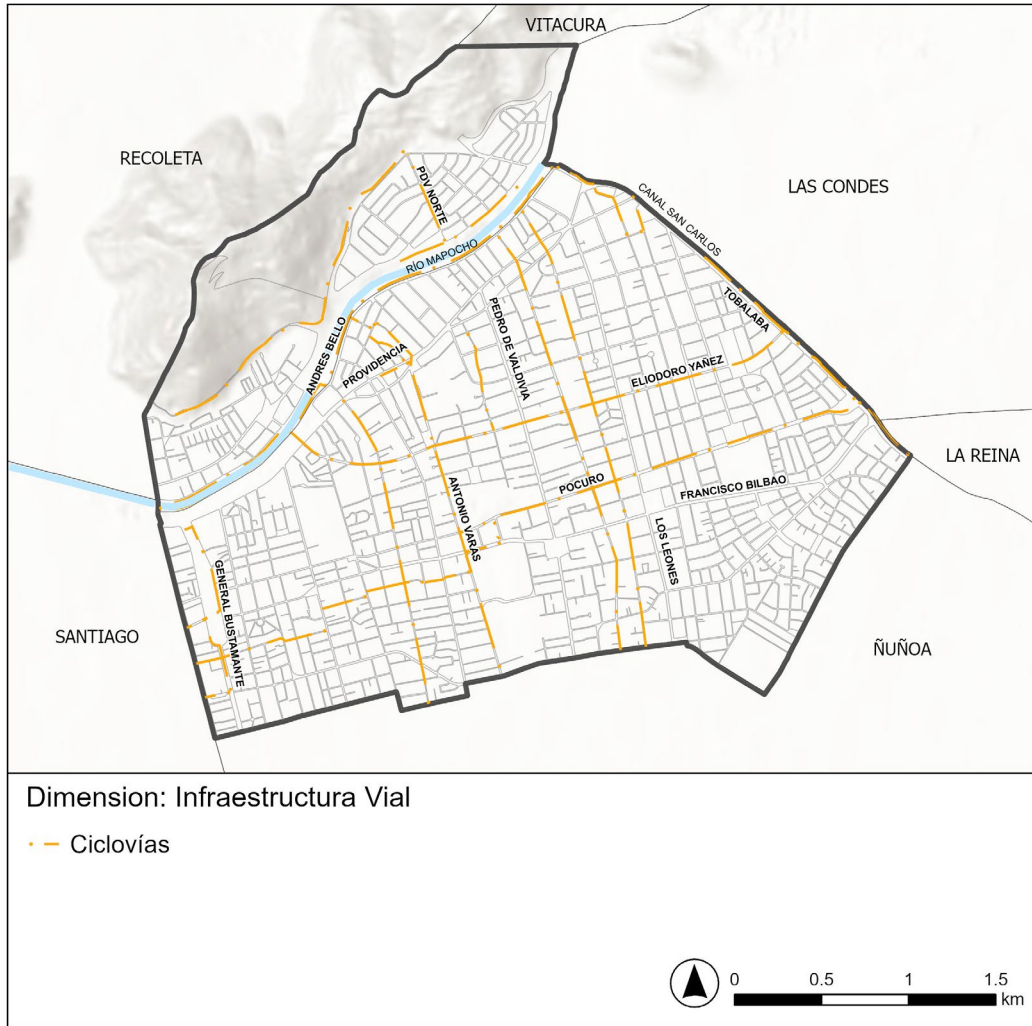 VITACURA
RECOLETA
LAS CONDES
PDV NORTE
CANAL SAN CARLOS
RÍO MAPOCHO
TOBALABA
PEDRO DE VALDIVIA
ANDRES BELLO
PROVIDENCIA
ELIODORO YAÑEZ
LA REINA
POCURO
FRANCISCO BILBAO
ANTONIO VARAS
LOS LEONES
GENERAL BUSTAMANTE
SANTIAGO
ÑUÑOA
Dimension: Infraestructura Vial
Ciclovías
0 0.5 1 1.5
km